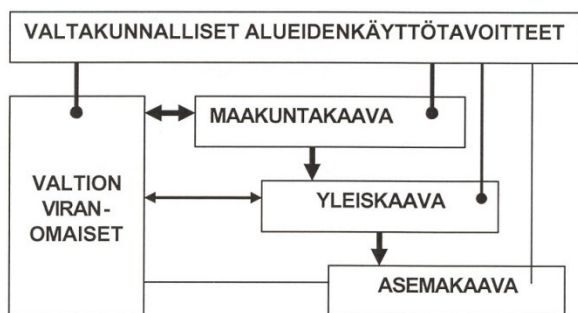 VALTAKUNNALLISET ALUEIDENKÄYTTÖTAVOITTEET
MAAKUNTAKAAVA
VALTION
VIRAN-
OMAISET
YLEISKAAVA
ASEMAKAAVA